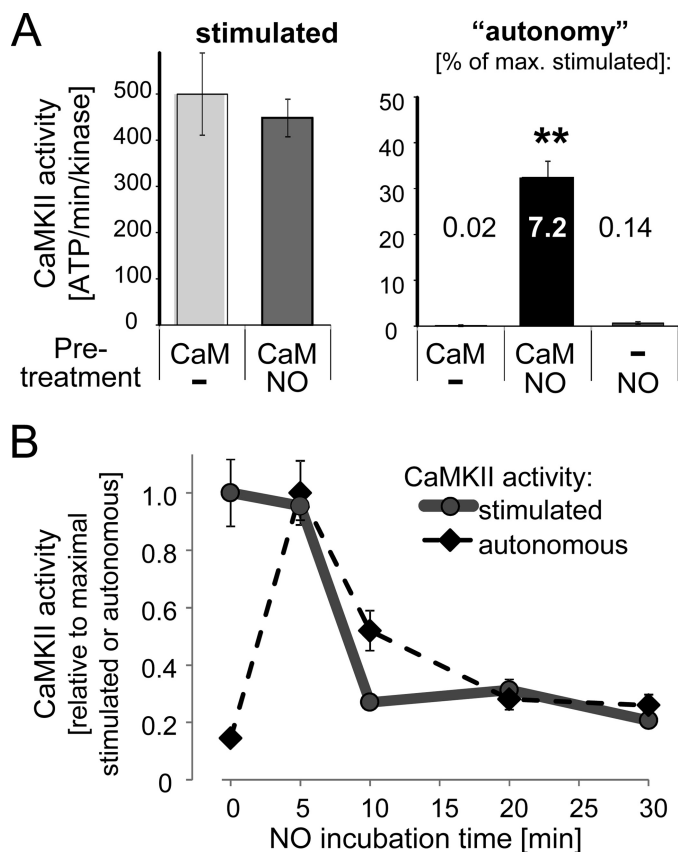 A
stimulated
“autonomy”
[% of max. stimulated]:
CaMKII activity
[ATP/min/kinase]
500
400
300
200
100
0
50
40
30
20
10
0
**
0.02
7.2
0.14
Pre-
treatment
CaM
-
CaM
NO
CaM
-
CaM
NO
-
NO
B
CaMKII activity
[relative to maximal
stimulated or autonomous]
1.0
0.8
0.6
0.4
0.2
0
CaMKII activity:
stimulated
autonomous
0 5 10 20 30
NO incubation time [min]